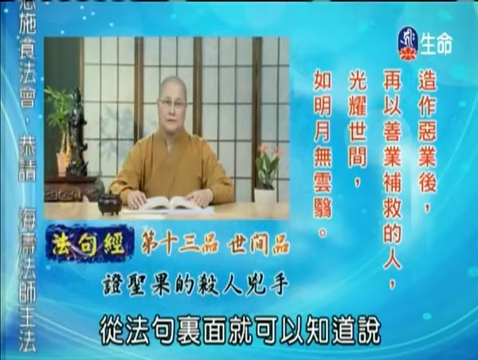 生命
造作惡業後，
再以善業補救的人，
光耀世間，
如明月無雲翳。
施食法會，恭請
海濤法師主法
法句經 第十三品 世间品
證聖果的殺人兇手
從法句裏面就可以知道說